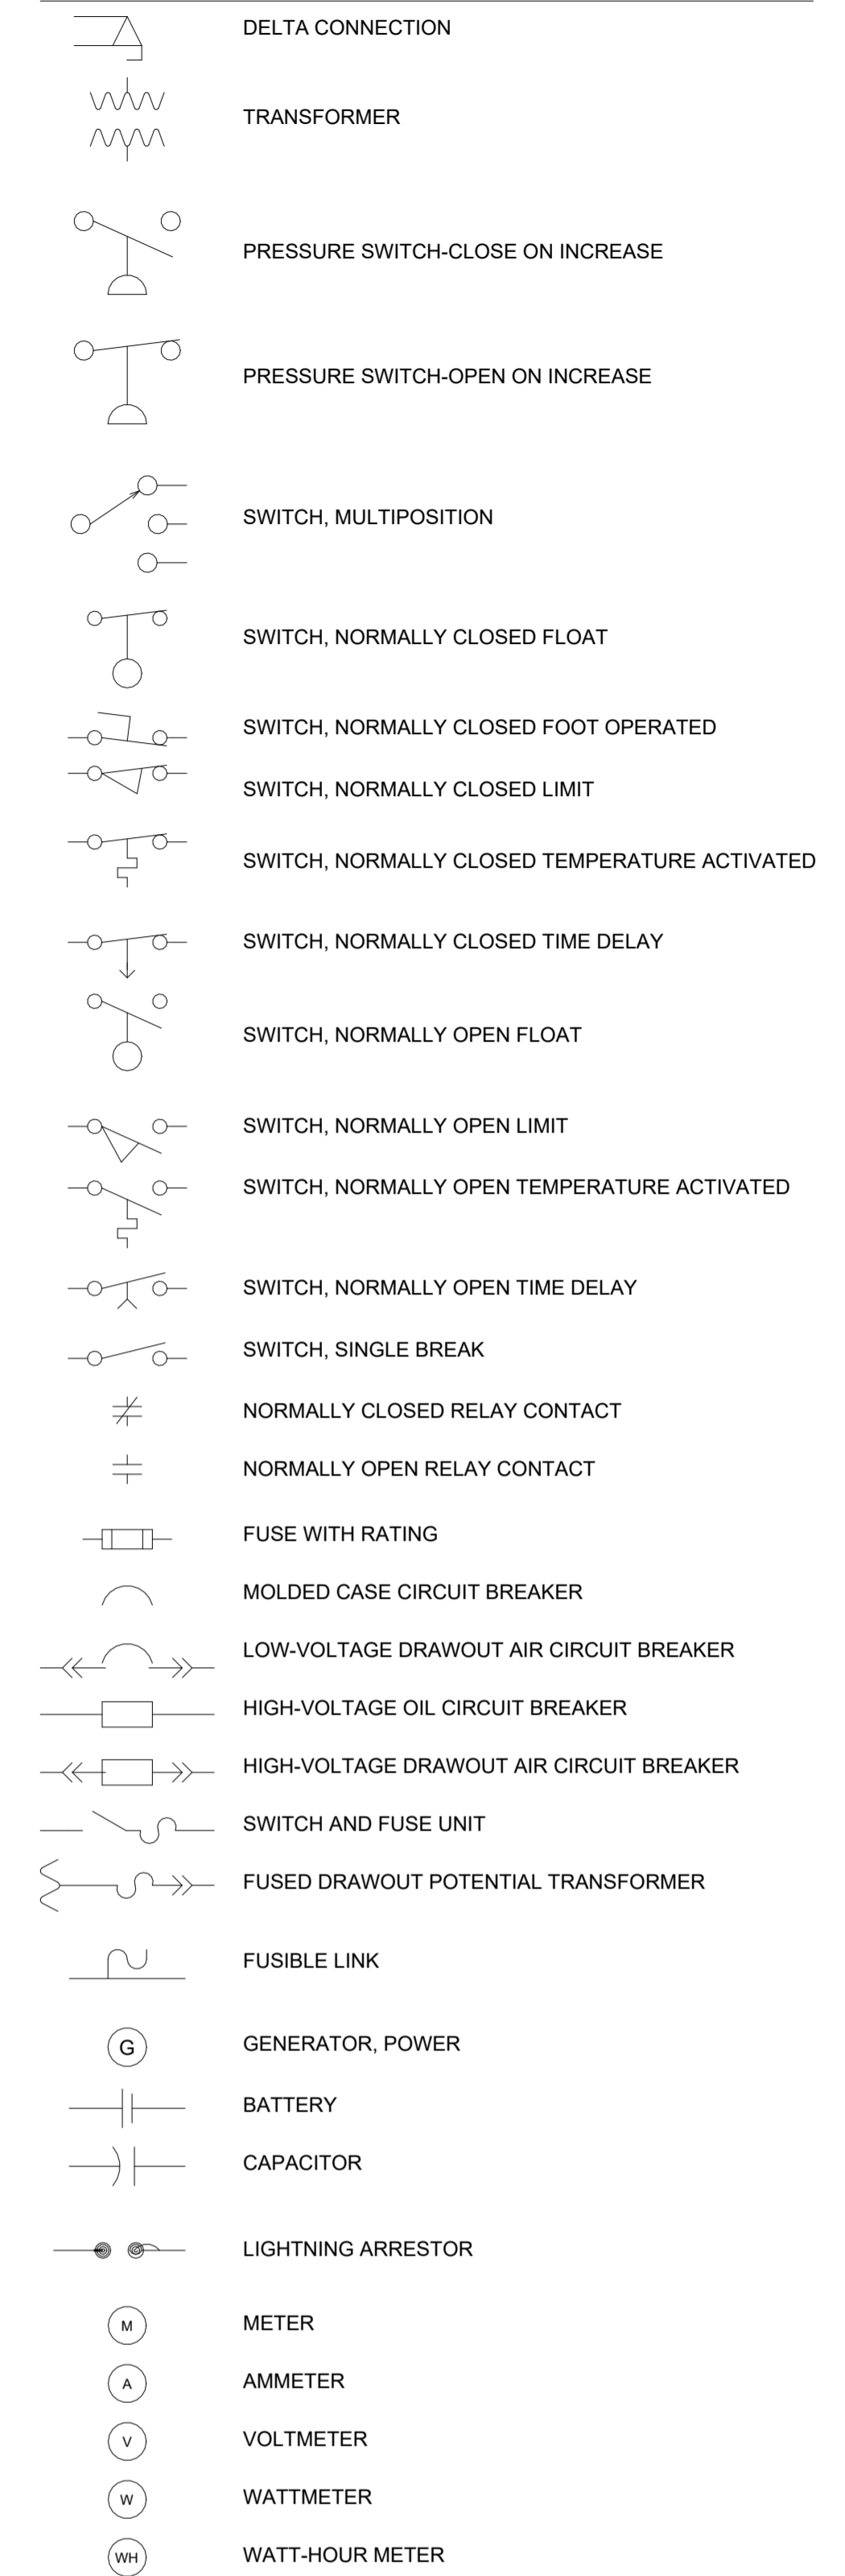 DELTA CONNECTION
TRANSFORMER
PRESSURE SWITCH-CLOSE ON INCREASE
PRESSURE SWITCH-OPEN ON INCREASE
SWITCH, MULTIPOSITION
SWITCH, NORMALLY CLOSED FLOAT
SWITCH, NORMALLY CLOSED FOOT OPERATED
SWITCH, NORMALLY CLOSED LIMIT
SWITCH, NORMALLY CLOSED TEMPERATURE ACTIVATED
SWITCH, NORMALLY CLOSED TIME DELAY
SWITCH, NORMALLY OPEN FLOAT
SWITCH, NORMALLY OPEN LIMIT
SWITCH, NORMALLY OPEN TEMPERATURE ACTIVATED
SWITCH, NORMALLY OPEN TIME DELAY
SWITCH, SINGLE BREAK
NORMALLY CLOSED RELAY CONTACT
NORMALLY OPEN RELAY CONTACT
FUSE WITH RATING
MOLDED CASE CIRCUIT BREAKER
LOW-VOLTAGE DRAWOUT AIR CIRCUIT BREAKER
HIGH-VOLTAGE OIL CIRCUIT BREAKER
HIGH-VOLTAGE DRAWOUT AIR CIRCUIT BREAKER
SWITCH AND FUSE UNIT
FUSED DRAWOUT POTENTIAL TRANSFORMER
FUSIBLE LINK
G GENERATOR, POWER
BATTERY
CAPACITOR
LIGHTNING ARRESTOR
M METER
A AMMETER
V VOLTMETER
W WATTMETER
WH WATT-HOUR METER